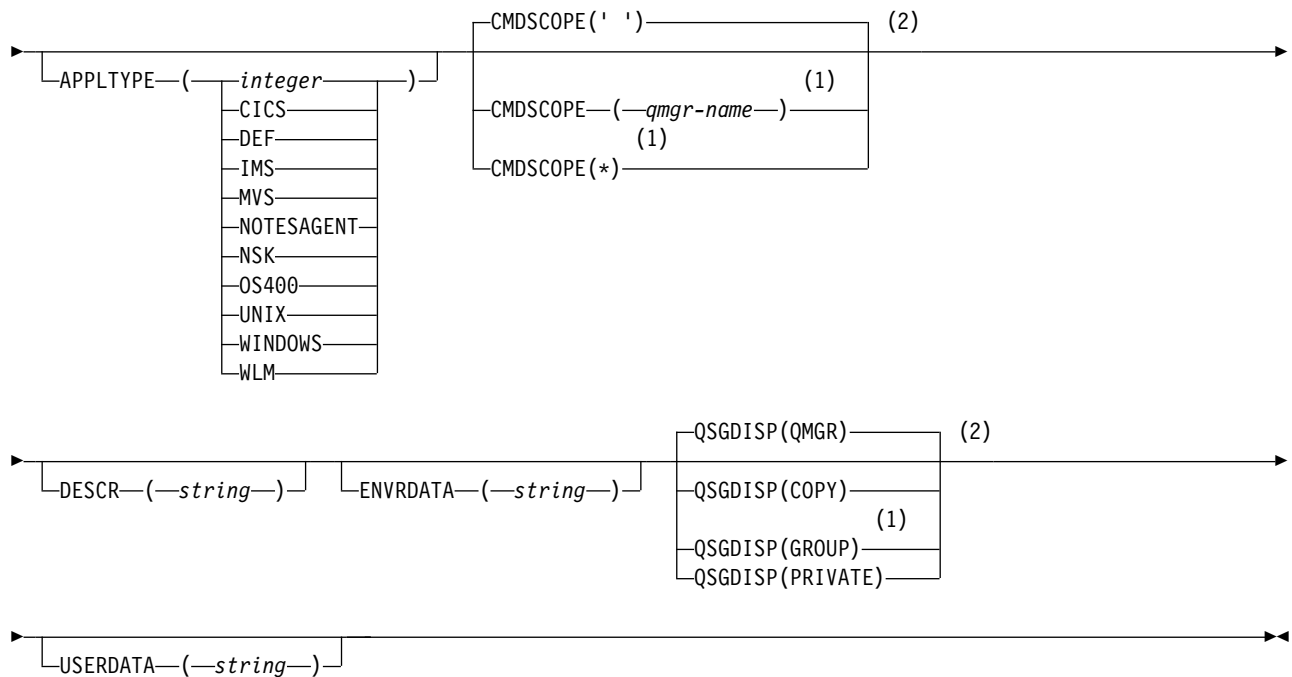 CMDSCOPE(' ') (2)
APPLTYPE ( integer )
CICS
DEF
IMS
MVS
NOTESAGENT
NSK
OS400
UNIX
WINDOWS
WLM
(1)
CMDSCOPE ( qmgr-name )
(1)
CMDSCOPE(*)
QSGDISP(QMGR) (2)
DESCR ( string ) ENVRDATA ( string )
QSGDISP(COPY)
(1)
QSGDISP(GROUP)
QSGDISP(PRIVATE)
USERDATA ( string )